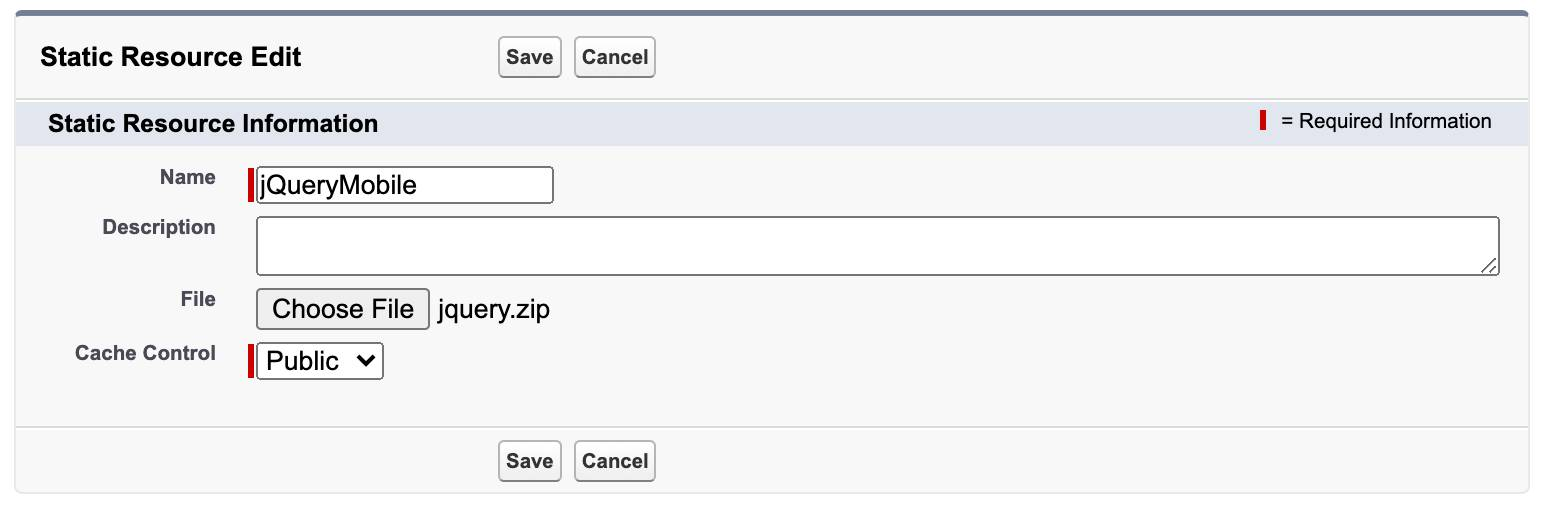 Static Resource Edit Save Cancel
Static Resource Information = Required Information
Name jQueryMobile
Description
File Choose File jquery.zip
Cache Control Public
Save Cancel